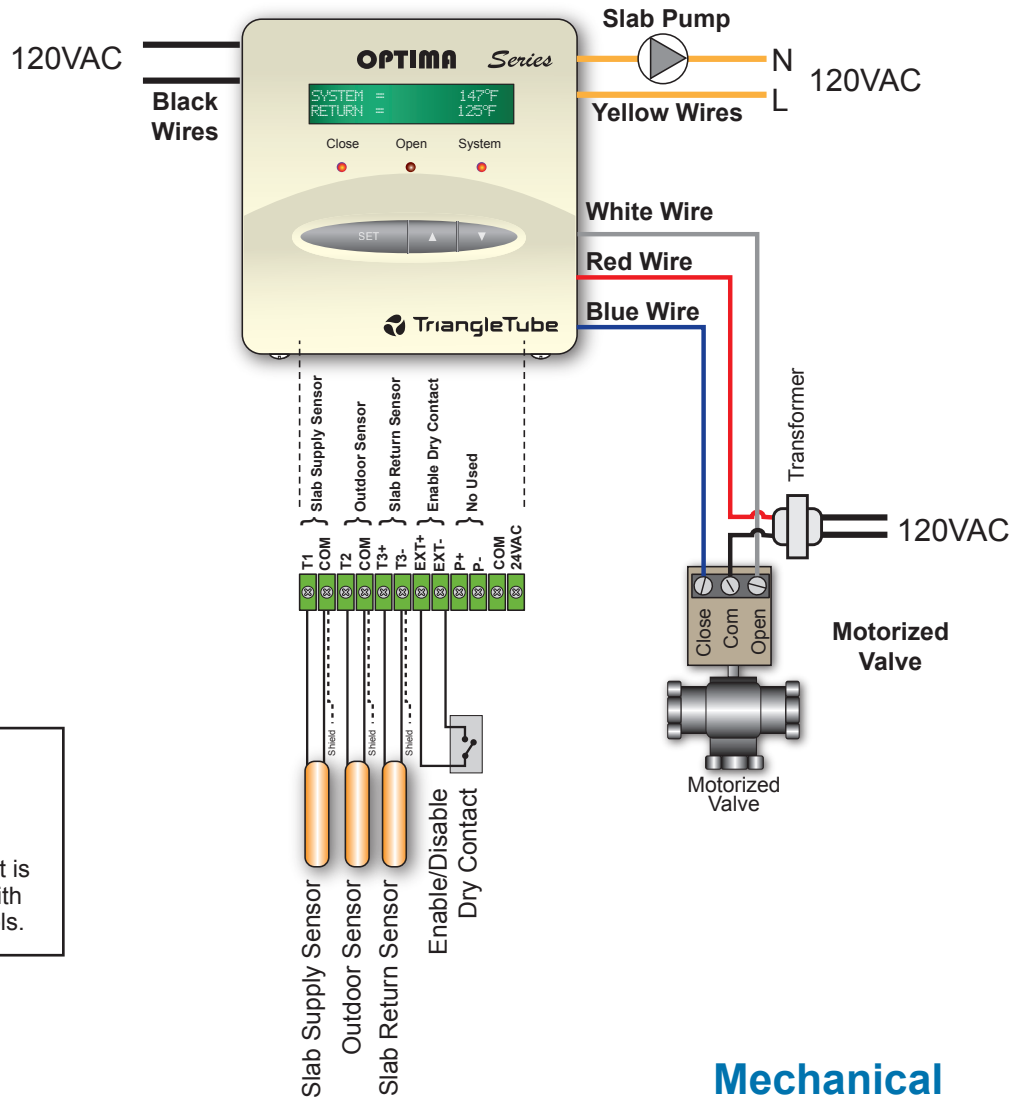 Slab Pump
120VAC
Black
Wires
OPTIMA Series
SYSTEM = 147°F
RETURN = 125°F
Close Open System
SET ▲ ▼
TriangleTube
N
L
120VAC
Yellow Wires
White Wire
Red Wire
Blue Wire
Transformer
120VAC
Close
Com
Open
Motorized
Valve
Motorized
Valve
Slab Supply Sensor
Outdoor Sensor
Slab Return Sensor
Enable Dry Contact
No Used
T1
COM
T2
COM
T3+
T3-
EXT+
EXT-
P+
P-
COM
24VAC
Shield
Shield
Shield
Slab Supply Sensor
Outdoor Sensor
Slab Return Sensor
Enable/Disable
Dry Contact
t is
ith
ls.
Mechanical